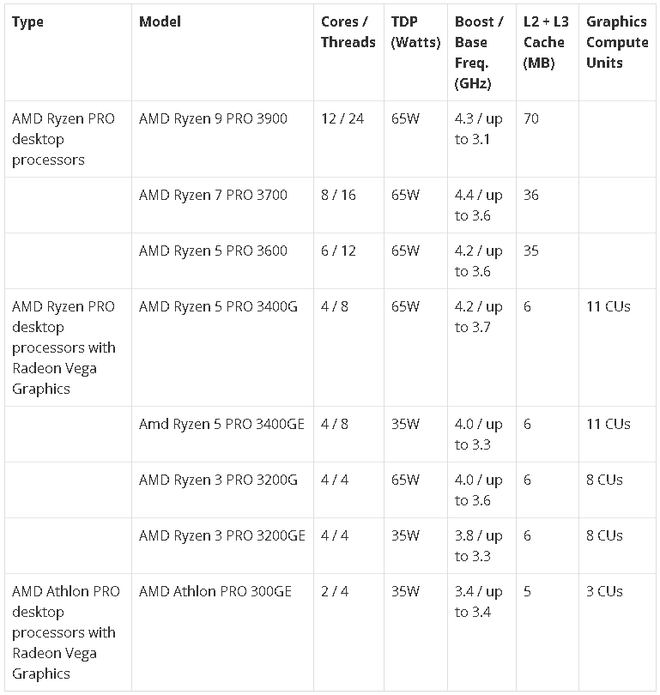 Type Model Cores / TDP Boost / L2 + L3 Graphics
Threads (Watts) Base Cache Compute
Freq. (MB) Units
(GHz)
AMD Ryzen PRO AMD Ryzen 9 PRO 3900 12 / 24 65W 4.3 / up 70
desktop to 3.1
processors
AMD Ryzen 7 PRO 3700 8 / 16 65W 4.4 / up 36
to 3.6
AMD Ryzen 5 PRO 3600 6 / 12 65W 4.2 / up 35
to 3.6
AMD Ryzen PRO AMD Ryzen 5 PRO 3400G 4 / 8 65W 4.2 / up 6 11 CUs
desktop to 3.7
processors with
Radeon Vega
Graphics
Amd Ryzen 5 PRO 3400GE 4 / 8 35W 4.0 / up 6 11 CUs
to 3.3
AMD Ryzen 3 PRO 3200G 4 / 4 65W 4.0 / up 6 8 CUs
to 3.6
AMD Ryzen 3 PRO 3200GE 4 / 4 35W 3.8 / up 6 8 CUs
to 3.3
AMD Athlon PRO AMD Athlon PRO 300GE 2 / 4 35W 3.4 / up 5 3 CUs
desktop to 3.4
processors with
Radeon Vega
Graphics